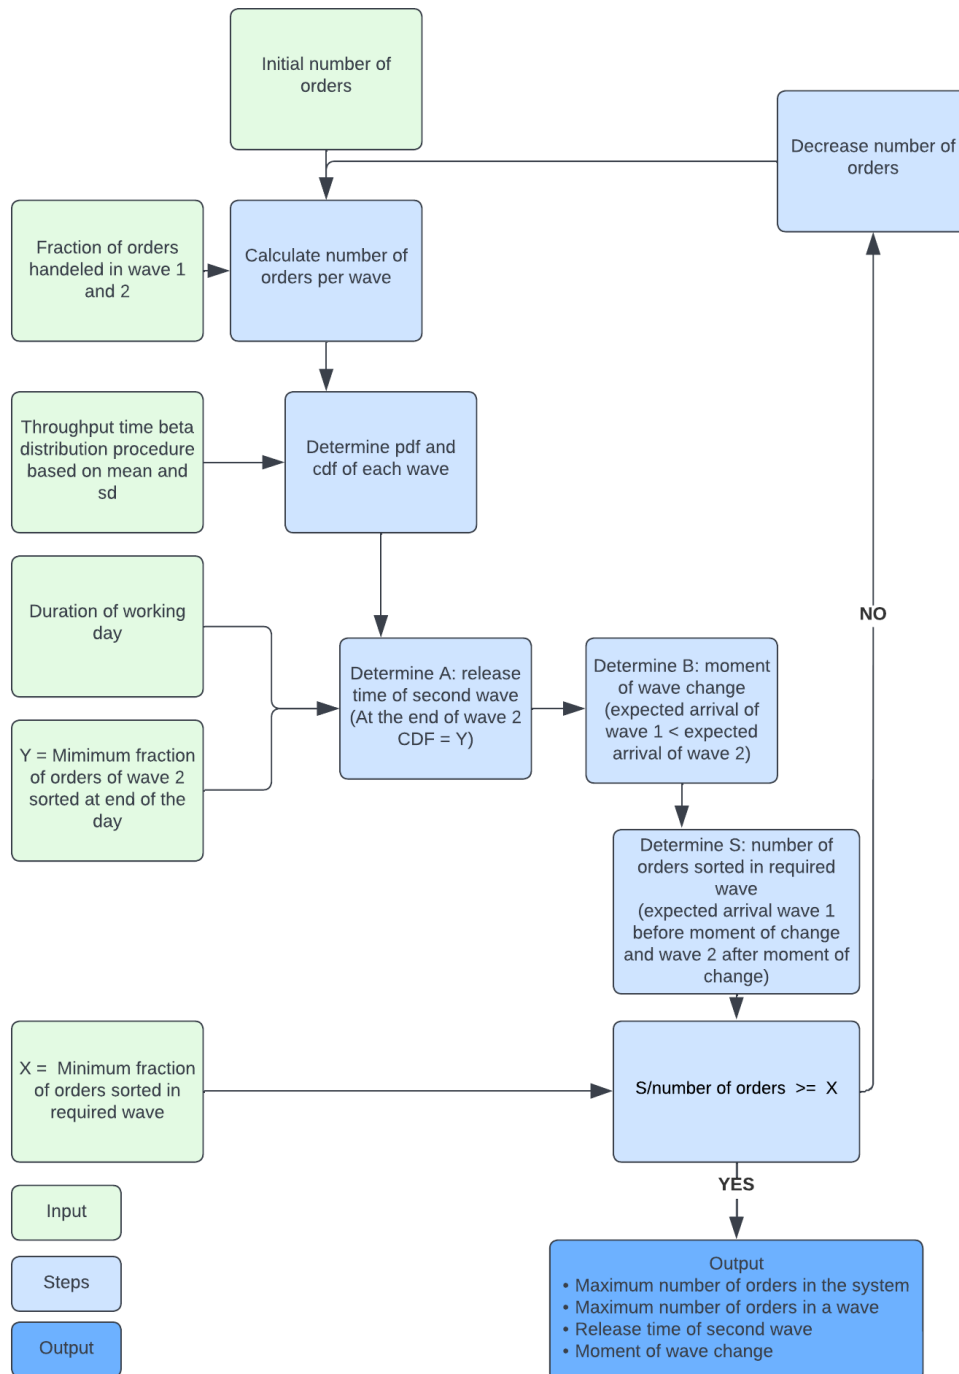 Initial number of
orders
Decrease number of
orders
Fraction of orders
handeled in wave 1
and 2
Calculate number of
orders per wave
Throughput time beta
distribution procedure
based on mean and
sd
Determine pdf and
cdf of each wave
Duration of working
day
NO
Determine A: release
time of second wave
(At the end of wave 2
CDF = Y)
Determine B: moment
of wave change
(expected arrival of
wave 1 < expected
arrival of wave 2)
Y = Mimimum fraction
of orders of wave 2
sorted at end of the
day
Determine S: number of
orders sorted in required
wave
(expected arrival wave 1
before moment of change
and wave 2 after moment of
change)
X =  Minimum fraction
of orders sorted in
required wave
S/number of orders  >=  X
YES
Input
Steps
Output
Output
• Maximum number of orders in the system
• Maximum number of orders in a wave
• Release time of second wave
• Moment of wave change